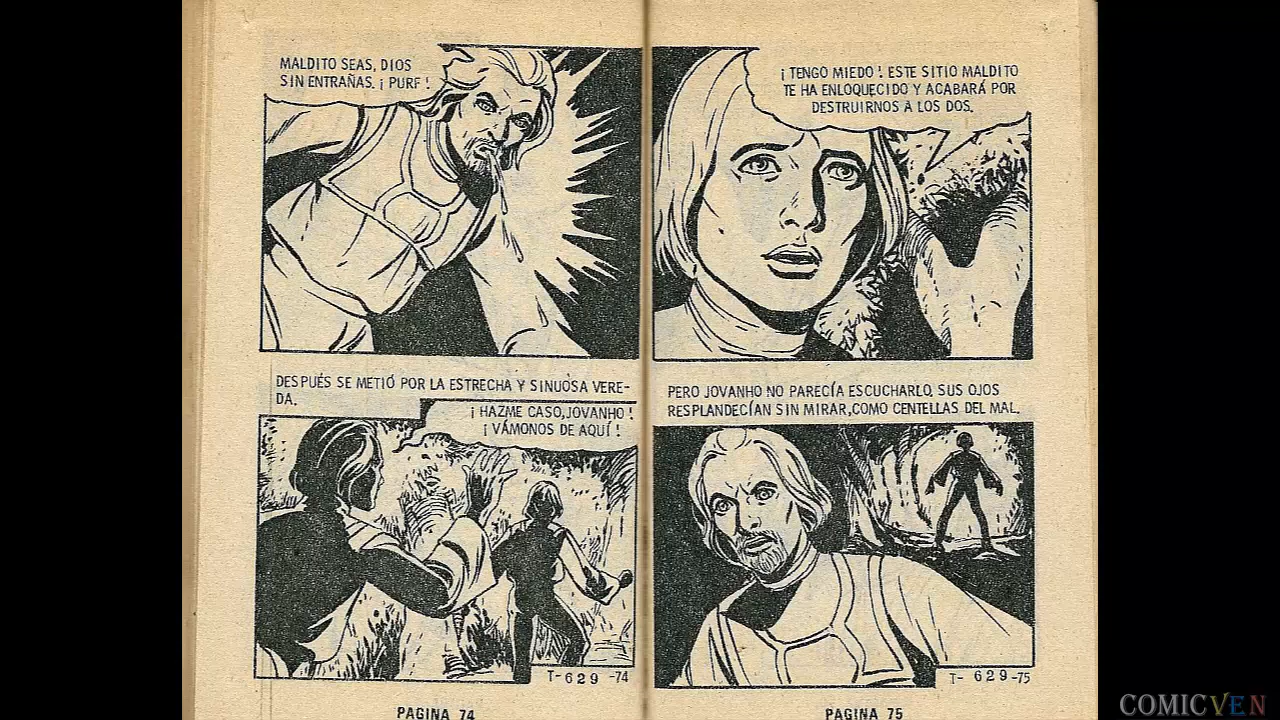 MALDITO SEAS, DIOS
SIN ENTRAÑAS. ¡ PURF !
DESPUÉS SE METIÓ POR LA ESTRECHA Y SINUOSA VERE-
DA.
¡ HAZME CASO, JOVANHO !
¡ VÁMONOS DE AQUÍ !
T-629-74
PAGINA 74
¡ TENGO MIEDO ! ESTE SITIO MALDITO
TE HA ENLOQUECIDO Y ACABARÁ POR
DESTRUIRNOS A LOS DOS.
PERO JOVANHO NO PARECÍA ESCUCHARLO. SUS OJOS
RESPLANDECÍAN SIN MIRAR, COMO CENTELLAS DEL MAL.
T- 629-75
PAGINA 75
COMICVEN